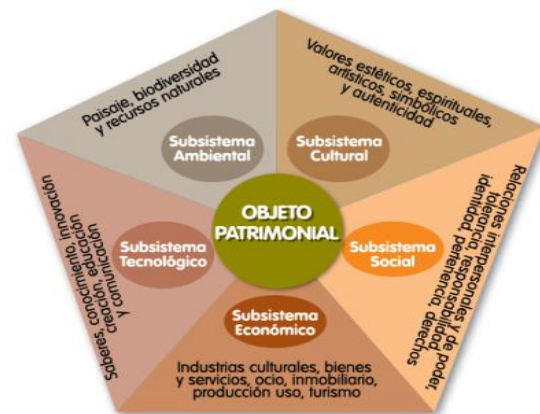 Paisaje, biodiversidad
y recursos naturales
Subsistema
Ambiental
Valores estéticos, espirituales,
artísticos, simbólicos
y autenticidad
Subsistema
Cultural
OBJETO
PATRIMONIAL
Saberes, conocimiento, innovación
creación, educación
y comunicación
Subsistema
Tecnológico
Subsistema
Social
Relaciones interpersonales y de poder,
tolerancia, responsabilidad,
identidad, pertenencia, derechos
Subsistema
Económico
Industrias culturales, bienes
y servicios, ocio, inmobiliario,
producción uso, turismo